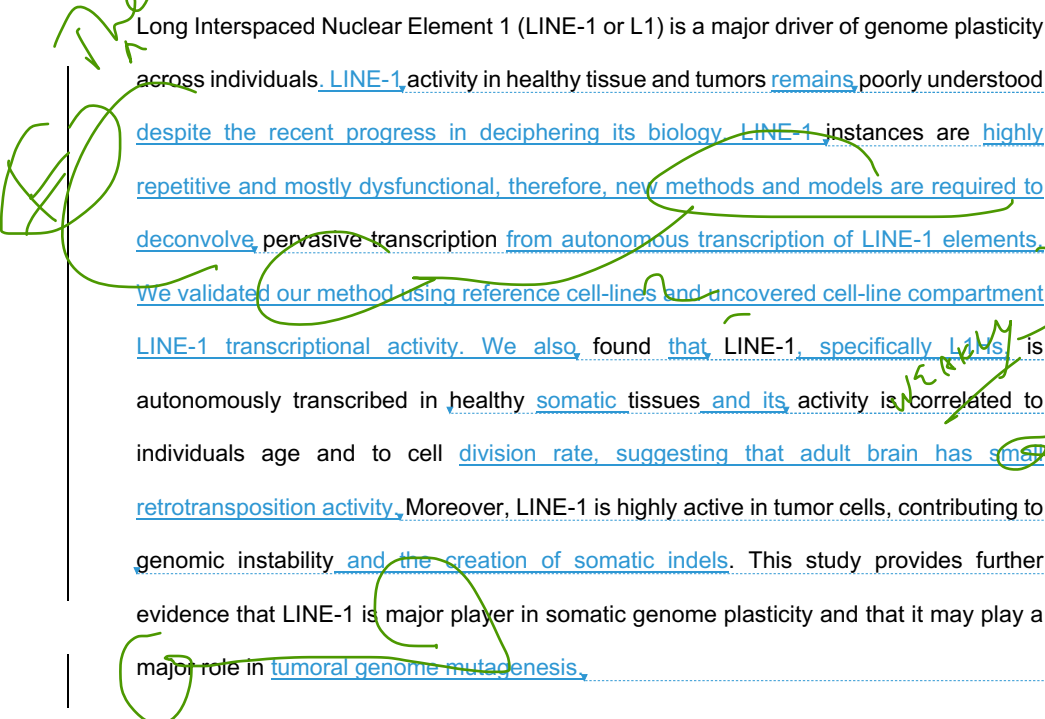 The
Long Interspaced Nuclear Element 1 (LINE-1 or L1) is a major driver of genome plasticity
across individuals. LINE-1 activity in healthy tissue and tumors remains poorly understood
despite the recent progress in deciphering its biology. LINE-1 instances are highly
repetitive and mostly dysfunctional, therefore, new methods and models are required to
deconvolve pervasive transcription from autonomous transcription of LINE-1 elements.
We validated our method using reference cell-lines and uncovered cell-line compartment
LINE-1 transcriptional activity. We also found that LINE-1, specifically L1Hs, is
WEAKLY
autonomously transcribed in healthy somatic tissues and its activity is correlated to
individuals age and to cell division rate, suggesting that adult brain has small
retrotransposition activity. Moreover, LINE-1 is highly active in tumor cells, contributing to
genomic instability and the creation of somatic indels. This study provides further
evidence that LINE-1 is major player in somatic genome plasticity and that it may play a
major role in tumoral genome mutagenesis.